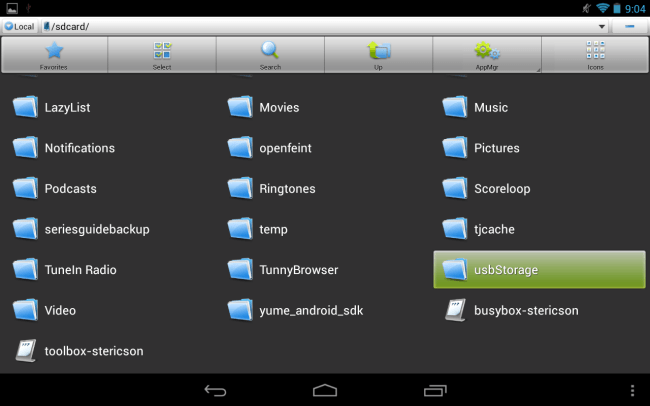 9:04
Local /sdcard/
Favorites Select Search Up AppMgr Icons
LazyList Movies Music
Notifications openfeint Pictures
Podcasts Ringtones Scoreloop
seriesguidebackup temp tjcache
TuneIn Radio TunnyBrowser usbStorage
Video yume_android_sdk busybox-stericson
toolbox-stericson